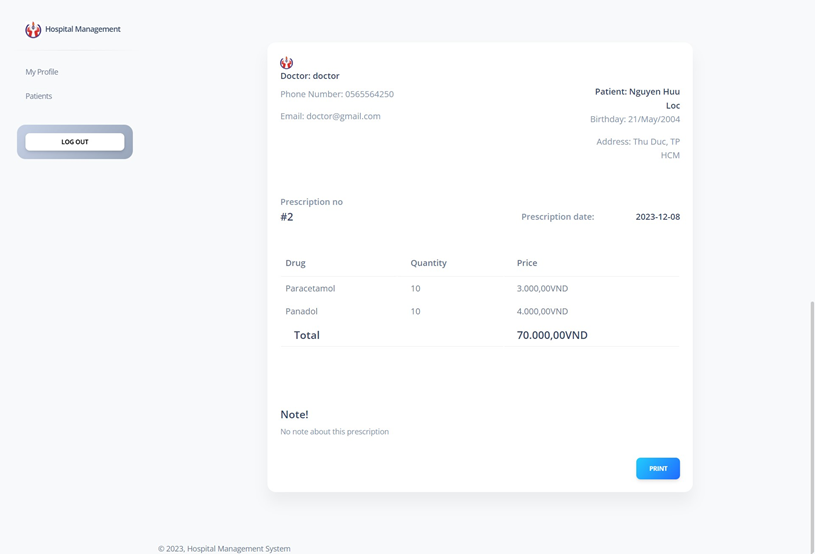 Hospital Management
My Profile
Patients
LOG OUT
Doctor: doctor
Phone Number: 0565564250
Email: doctor@gmail.com
Patient: Nguyen Huu
Loc
Birthday: 21/May/2004
Address: Thu Duc, TP
HCM
Prescription no
#2
Prescription date: 2023-12-08
Drug Quantity Price
Paracetamol 10 3.000,00VND
Panadol 10 4.000,00VND
Total 70.000,00VND
Note!
No note about this prescription
PRINT
© 2023, Hospital Management System